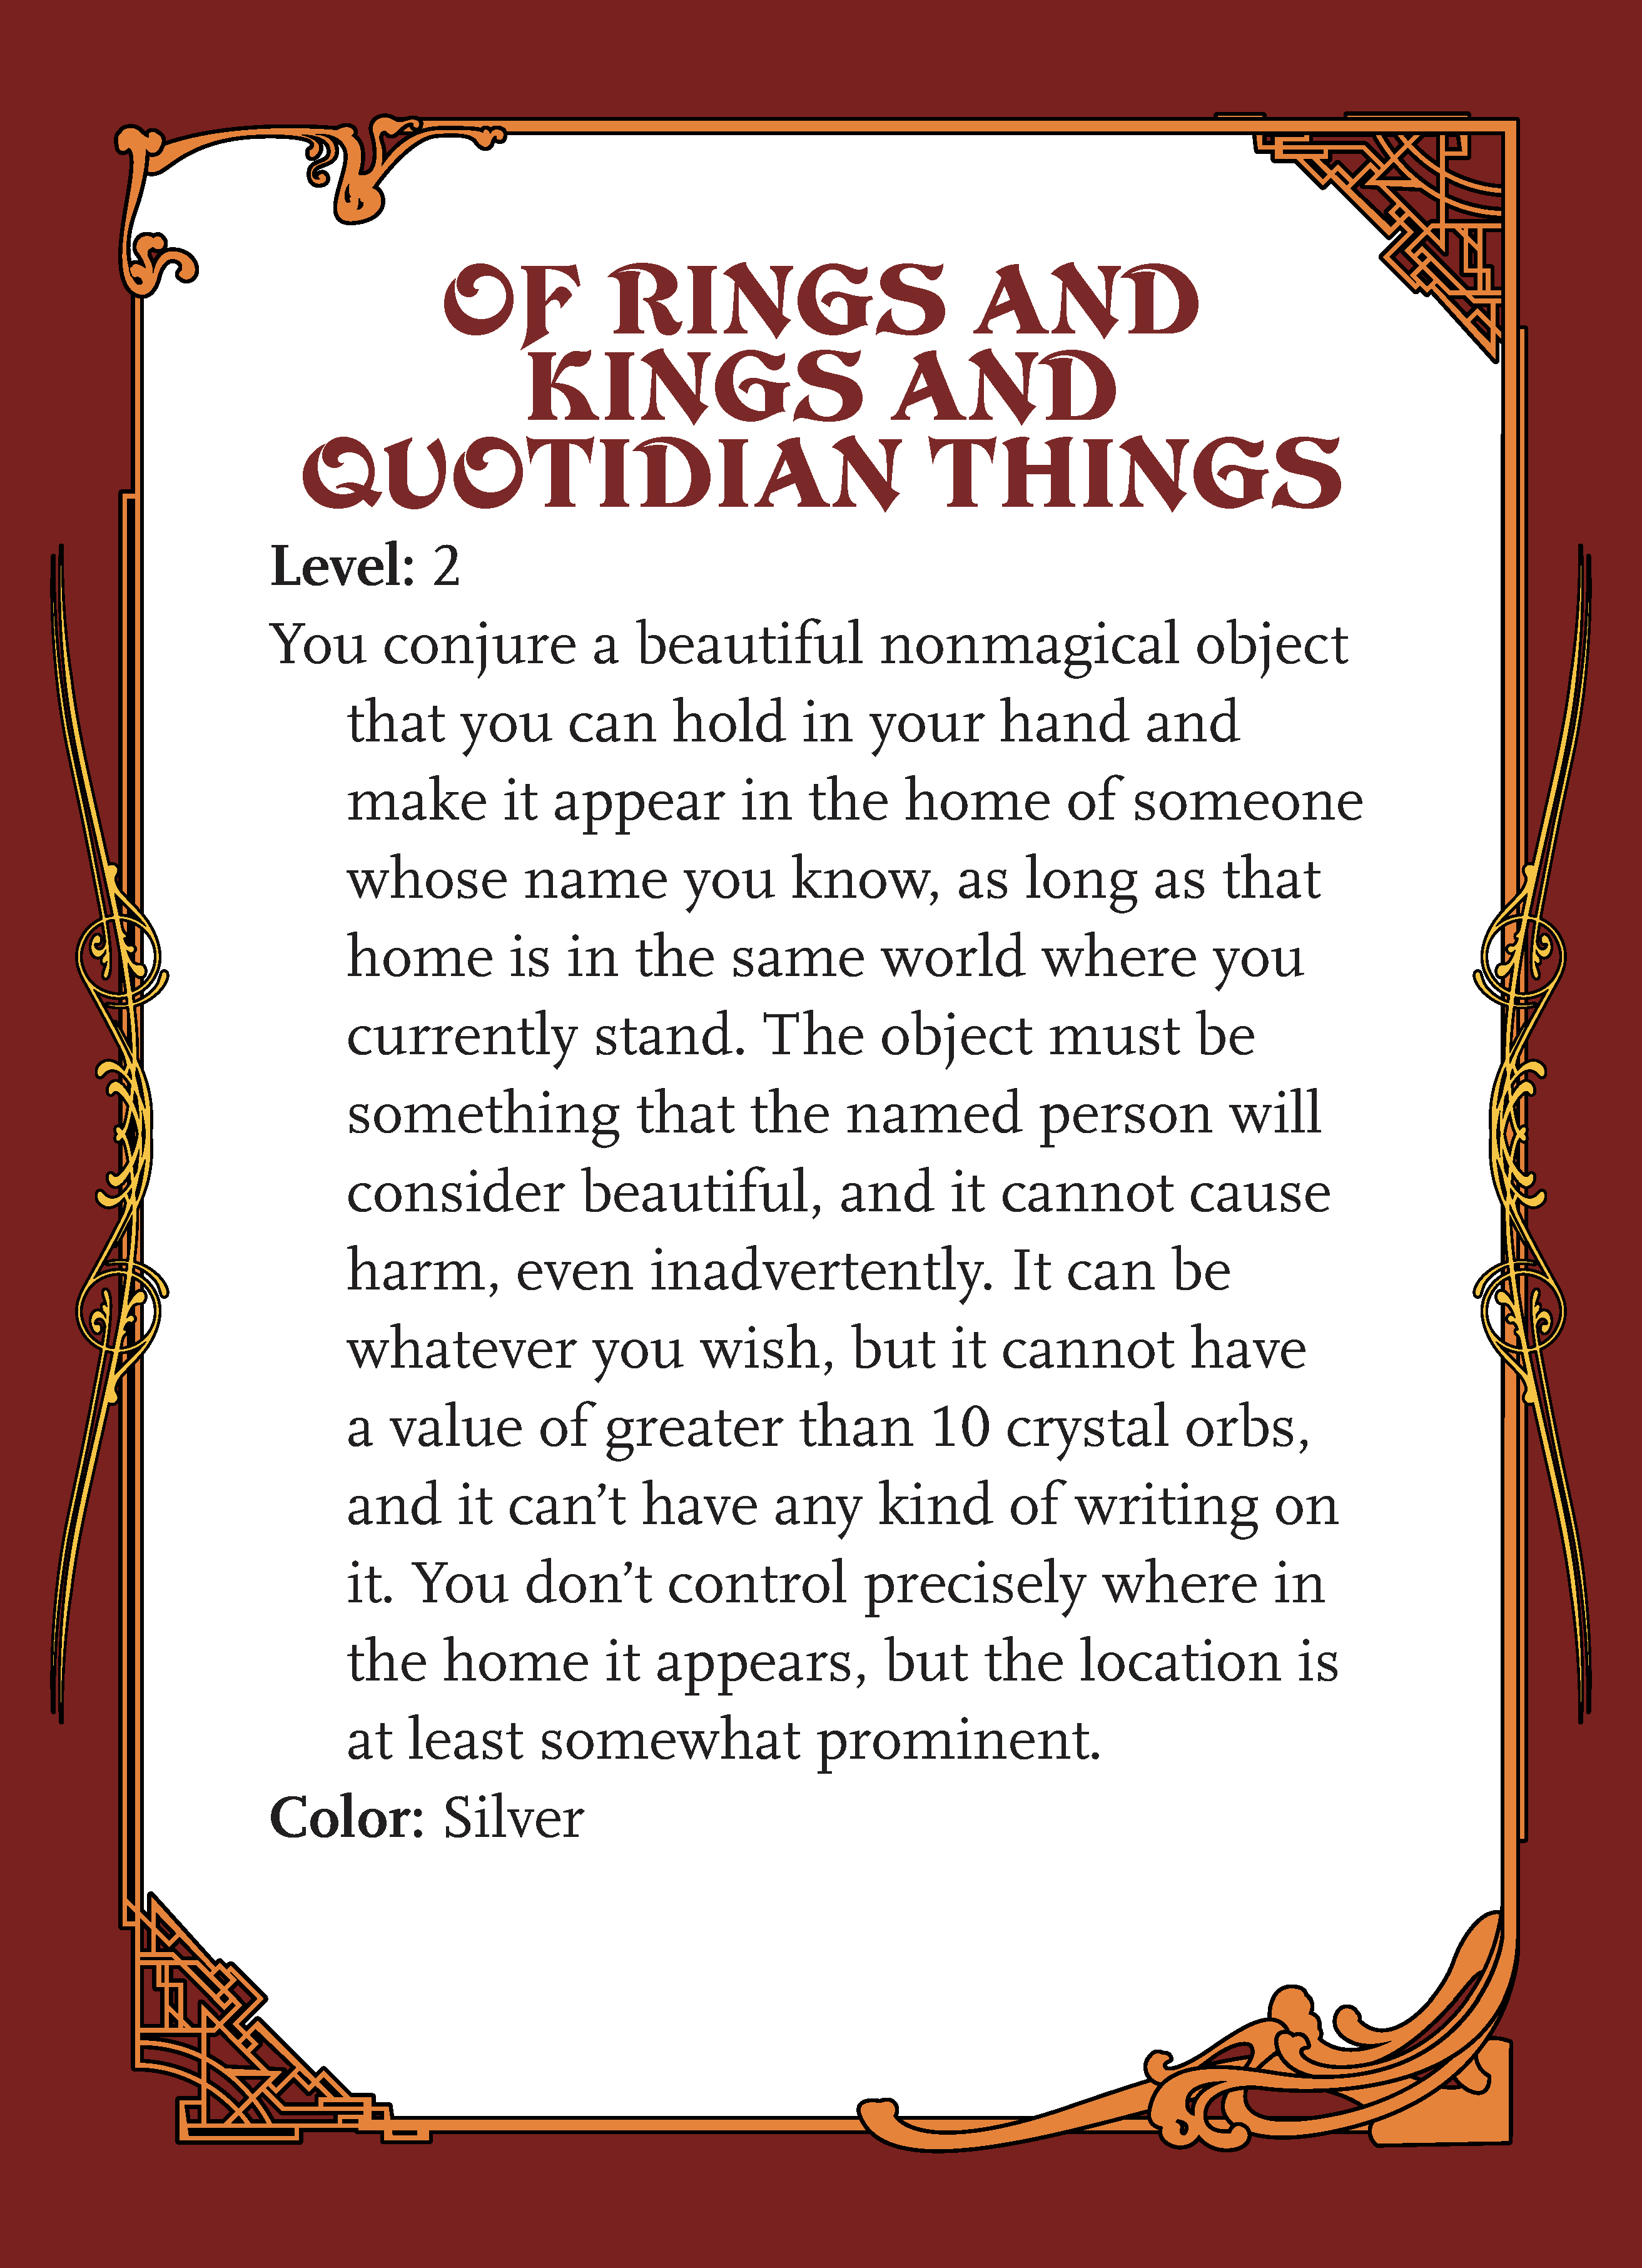 OF RINGS AND
KINGS AND
QUOTIDIAN THINGS
Level: 2
You conjure a beautiful nonmagical object
that you can hold in your hand and
make it appear in the home of someone
whose name you know, as long as that
home is in the same world where you
currently stand. The object must be
something that the named person will
consider beautiful, and it cannot cause
harm, even inadvertently. It can be
whatever you wish, but it cannot have
a value of greater than 10 crystal orbs,
and it can’t have any kind of writing on
it. You don’t control precisely where in
the home it appears, but the location is
at least somewhat prominent.
Color: Silver